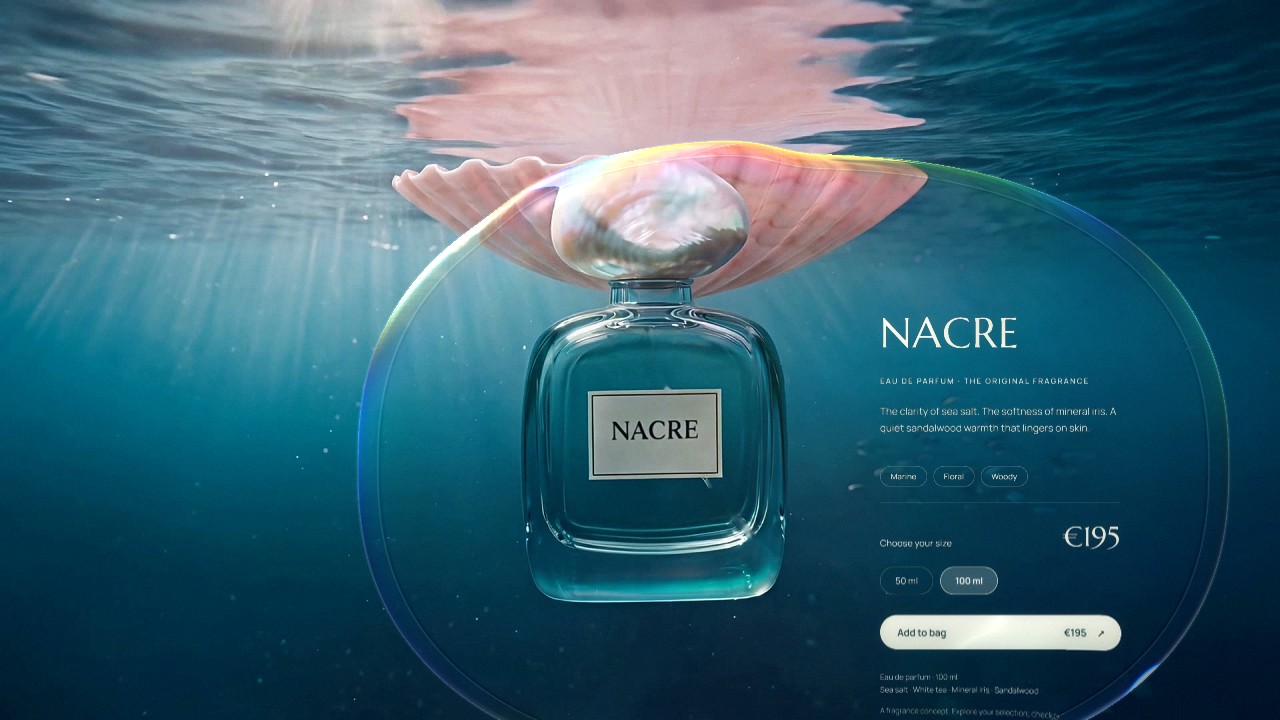 NACRE
NACRE
EAU DE PARFUM · THE ORIGINAL FRAGRANCE
The clarity of sea salt. The softness of mineral iris. A
quiet sandalwood warmth that lingers on skin.
Marine Floral Woody
Choose your size €195
50 ml 100 ml
Add to bag €195 ↗
Eau de parfum · 100 ml
Sea salt · White tea · Mineral iris · Sandalwood
A fragrance concept. Explore your selection;